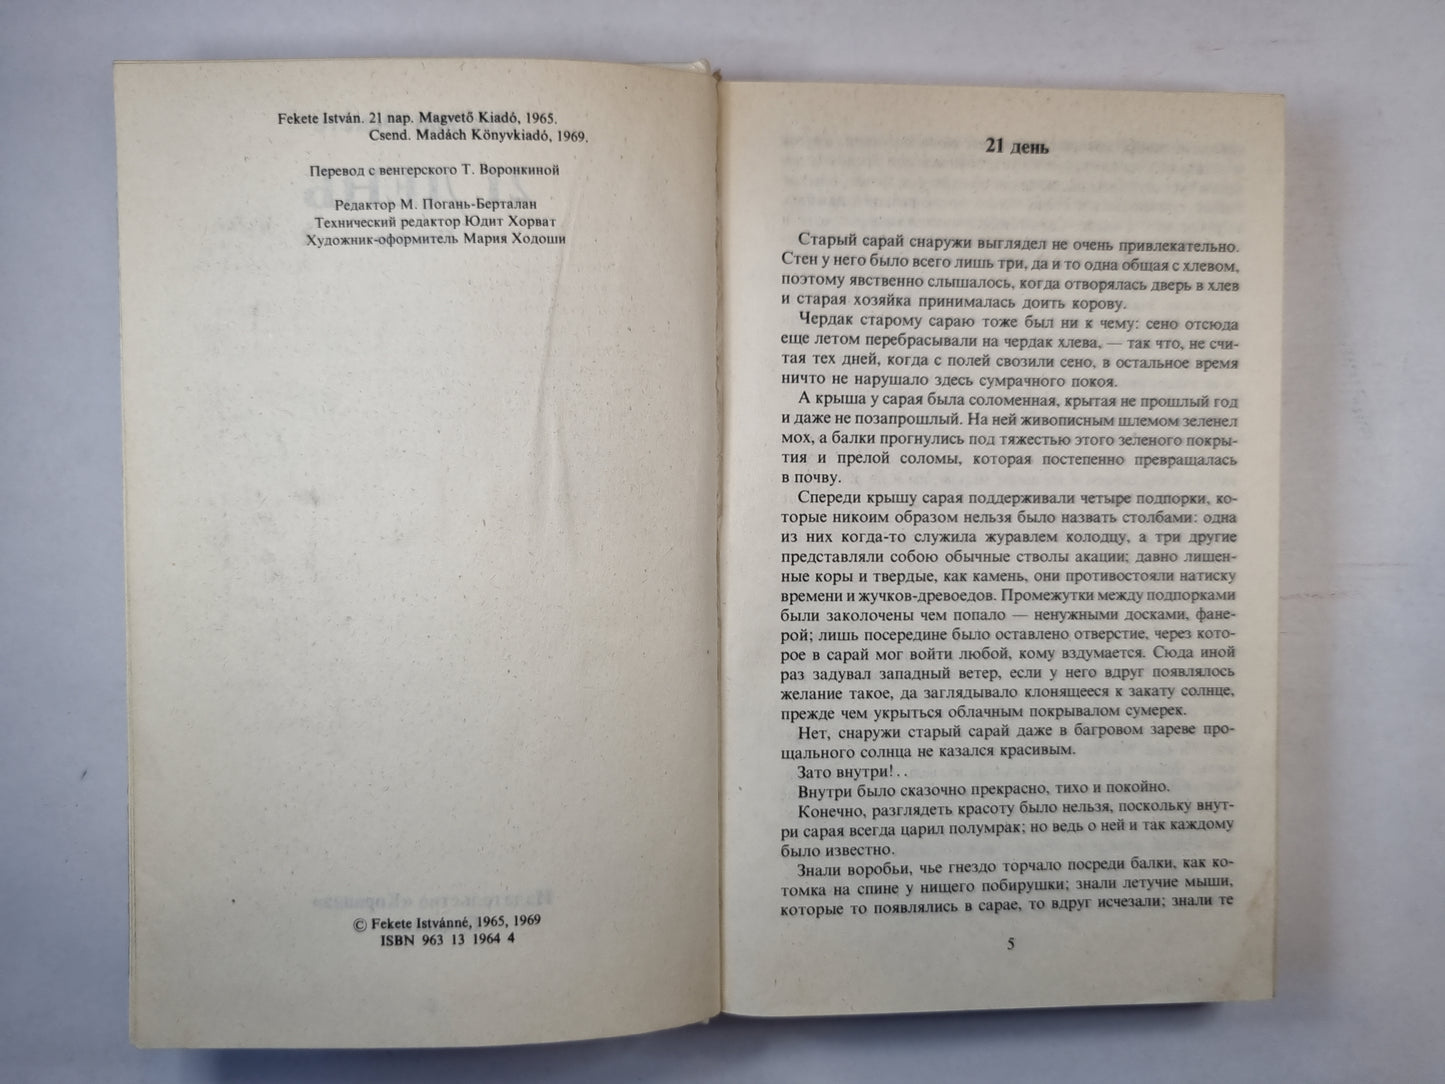 Fekete István. 21 nap. Magvető Kiadó, 1965.
Csend. Madách Könyvkiadó, 1969.
Перевод с венгерского Т. Воронкиной
Редактор М. Погань-Берталан
Технический редактор Юдит Хорват
Художник-оформитель Мария Ходоши
© Fekete Istvánné, 1965, 1969
ISBN 963 13 1964 4
21 день
Старый сарай снаружи выглядел не очень привлекательно.
Стен у него было всего лишь три, да и то одна общая с хлевом,
поэтому явственно слышалось, когда отворялась дверь в хлев
и старая хозяйка принималась доить корову.
Чердак старому сараю тоже был ни к чему: сено отсюда
еще летом перебрасывали на чердак хлева, — так что, не счи-
тая тех дней, когда с полей свозили сено, в остальное время
ничто не нарушало здесь сумрачного покоя.
А крыша у сарая была соломенная, крытая не прошлый год
и даже не позапрошлый. На ней живописным шлемом зеленел
мох, а балки прогнулись под тяжестью этого зеленого покры-
тия и прелой соломы, которая постепенно превращалась
в почву.
Спереди крышу сарая поддерживали четыре подпорки, ко-
торые никоим образом нельзя было назвать столбами: одна
из них когда-то служила журавлем колодцу, а три другие
представляли собою обычные стволы акации; давно лишен-
ные коры и твердые, как камень, они противостояли натиску
времени и жучков-древоедов. Промежутки между подпорками
были заколочены чем попало — ненужными досками, фане-
рой; лишь посередине было оставлено отверстие, через кото-
рое в сарай мог войти любой, кому вздумается. Сюда иной
раз задувал западный ветер, если у него вдруг появлялось
желание такое, да заглядывало клонящееся к закату солнце,
прежде чем укрыться облачным покрывалом сумерек.
Нет, снаружи старый сарай даже в багровом зареве про-
щального солнца не казался красивым.
Зато внутри!..
Внутри было сказочно прекрасно, тихо и покойно.
Конечно, разглядеть красоту было нельзя, поскольку внут-
ри сарая всегда царил полумрак; но ведь о ней и так каждому
было известно.
Знали воробьи, чье гнездо торчало посреди балки, как ко-
томка на спине у нищего побирушки; знали летучие мыши,
которые то появлялись в сарае, то вдруг исчезали; знали те
5